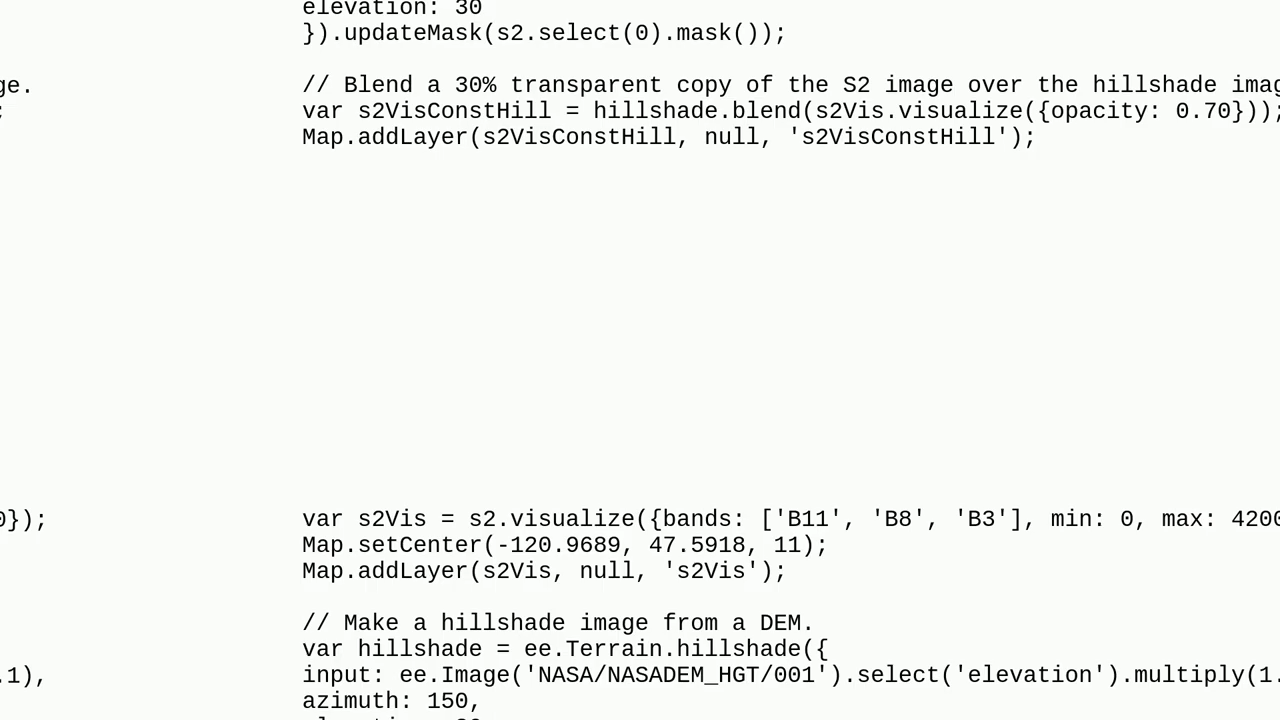 elevation: 30
}).updateMask(s2.select(0).mask());
ge.
// Blend a 30% transparent copy of the S2 image over the hillshade imag
;
var s2VisConstHill = hillshade.blend(s2Vis.visualize({opacity: 0.70}));
Map.addLayer(s2VisConstHill, null, 's2VisConstHill');
0});
var s2Vis = s2.visualize({bands: ['B11', 'B8', 'B3'], min: 0, max: 4200
Map.setCenter(-120.9689, 47.5918, 11);
Map.addLayer(s2Vis, null, 's2Vis');
// Make a hillshade image from a DEM.
var hillshade = ee.Terrain.hillshade({
.1),
input: ee.Image('NASA/NASADEM_HGT/001').select('elevation').multiply(1.
azimuth: 150,